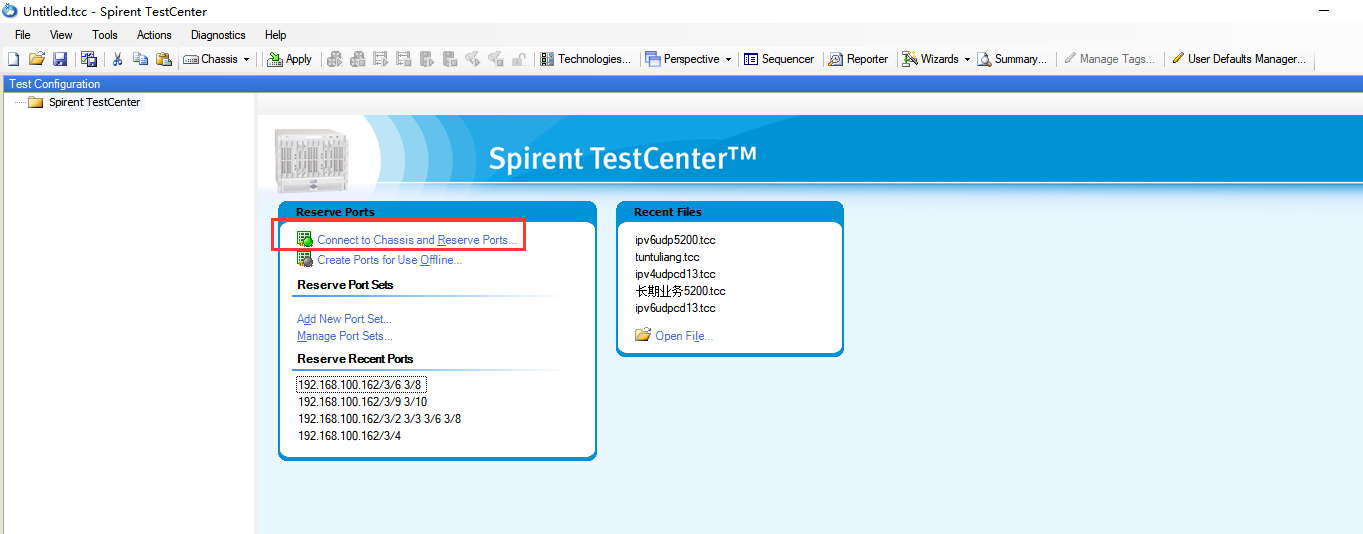 Untitled.tcc - Spirent TestCenter
File View Tools Actions Diagnostics Help
Chassis Apply Technologies... Perspective Sequencer Reporter Wizards Summary... Manage Tags... User Defaults Manager...
Test Configuration
Spirent TestCenter
Spirent TestCenter™
Reserve Ports
Connect to Chassis and Reserve Ports...
Create Ports for Use Offline...
Reserve Port Sets
Add New Port Set...
Manage Port Sets...
Reserve Recent Ports
192.168.100.162/3/6 3/8
192.168.100.162/3/9 3/10
192.168.100.162/3/2 3/3 3/6 3/8
192.168.100.162/3/4
Recent Files
ipv6udp5200.tcc
tuntuliang.tcc
ipv4udpcd13.tcc
长期业务5200.tcc
ipv6udpcd13.tcc
Open File...